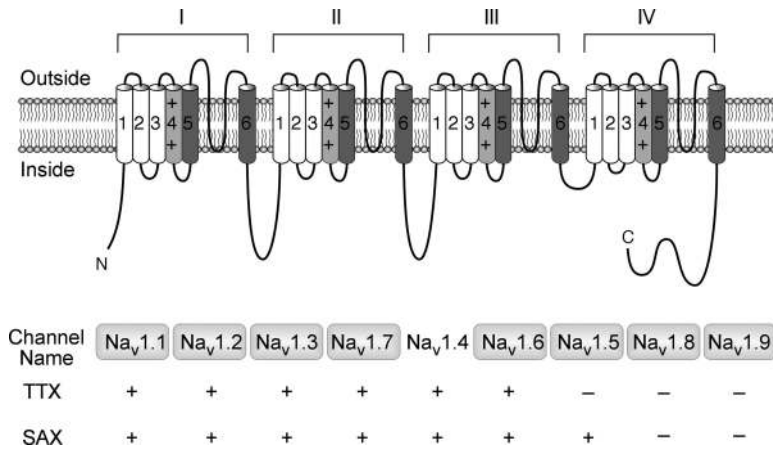 I II III IV
Outside
1 2 3 +4+ 5 6 1 2 3 +4+ 5 6 1 2 3 +4+ 5 6 1 2 3 +4+ 5 6
Inside
N C
Channel Name Nav1.1 Nav1.2 Nav1.3 Nav1.7 Nav1.4 Nav1.6 Nav1.5 Nav1.8 Nav1.9
TTX + + + + + + – – –
SAX + + + + + + + – –